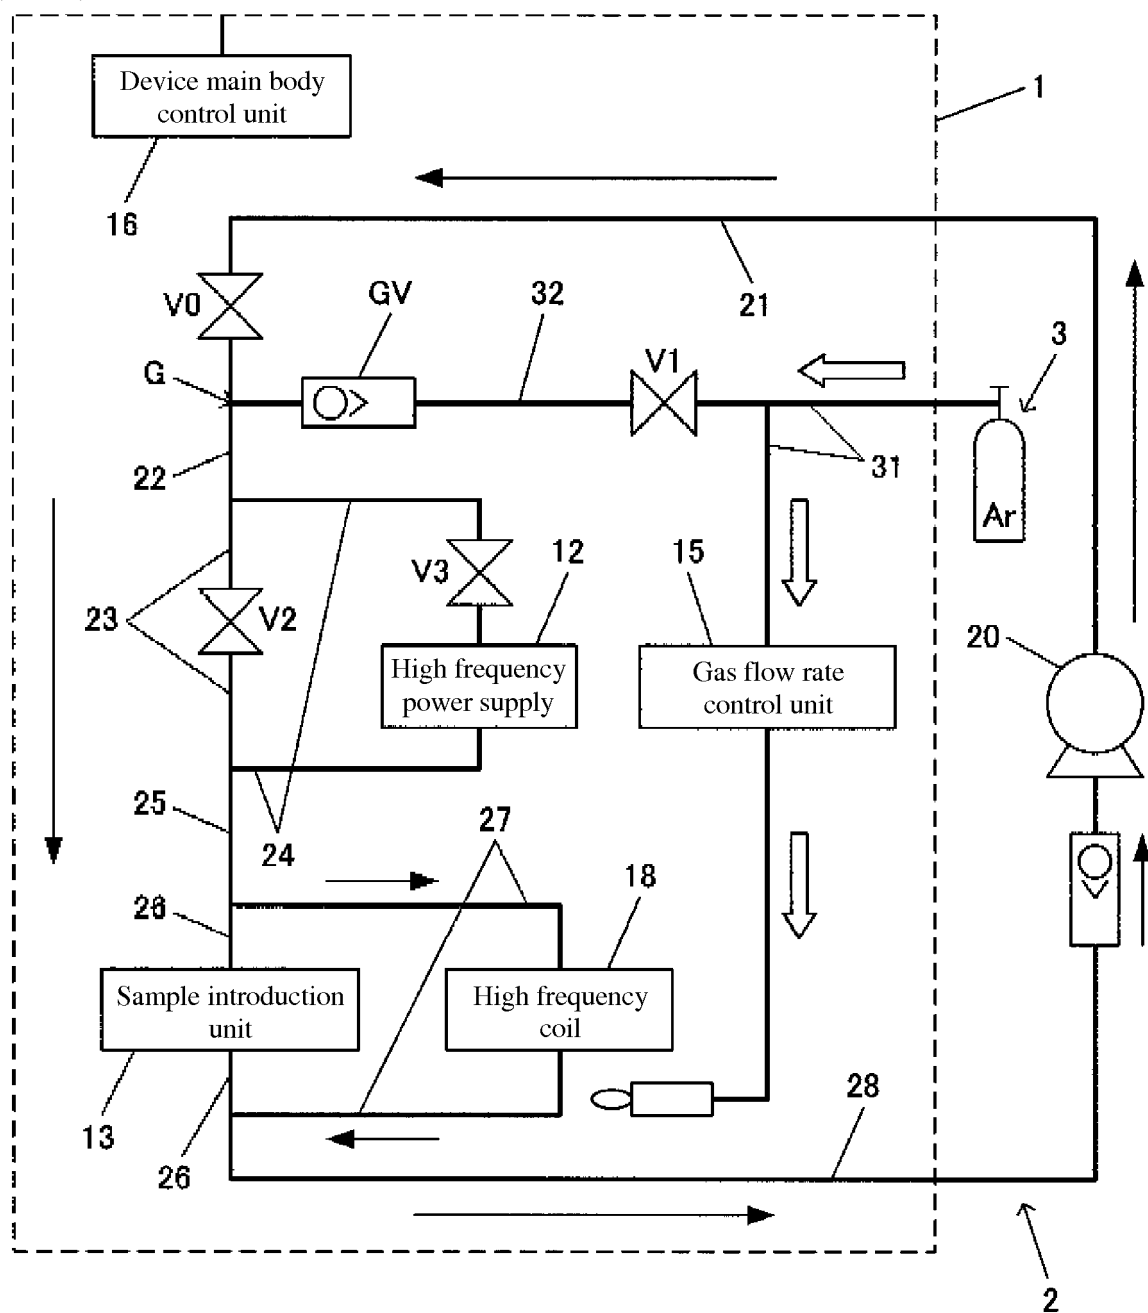 Device main body
control unit
1
16
21
V0
GV
32
V1
3
G
22
31
Ar
V3
12
15
23
V2
20
High frequency
power supply
Gas flow rate
control unit
25
24
27
18
26
Sample introduction
unit
High frequency
coil
28
13
26
2